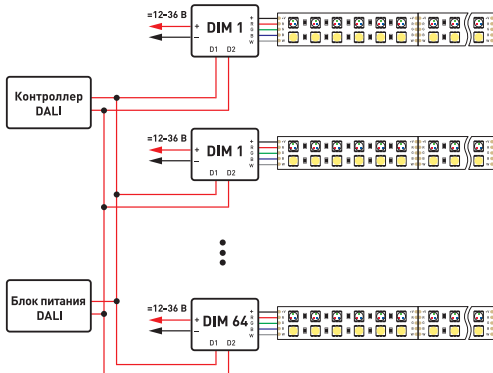 =12-36 В
+
−
DIM 1
D1 D2
+
R
G
B
W
Контроллер
DALI
=12-36 В
+
−
DIM 1
D1 D2
+
R
G
B
W
Блок питания
DALI
=12-36 В
+
−
DIM 64
D1 D2
+
R
G
B
W